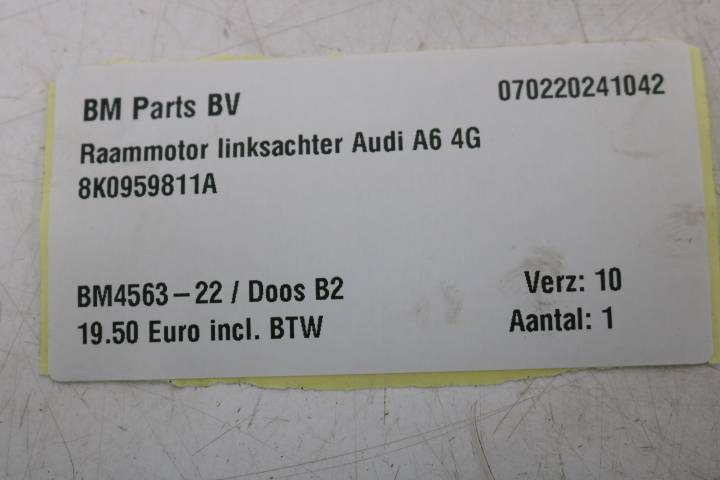 BM Parts BV 070220241042
Raammotor linksachter Audi A6 4G
8K0959811A
BM4563-22 / Doos B2 Verz: 10
19.50 Euro incl. BTW Aantal: 1